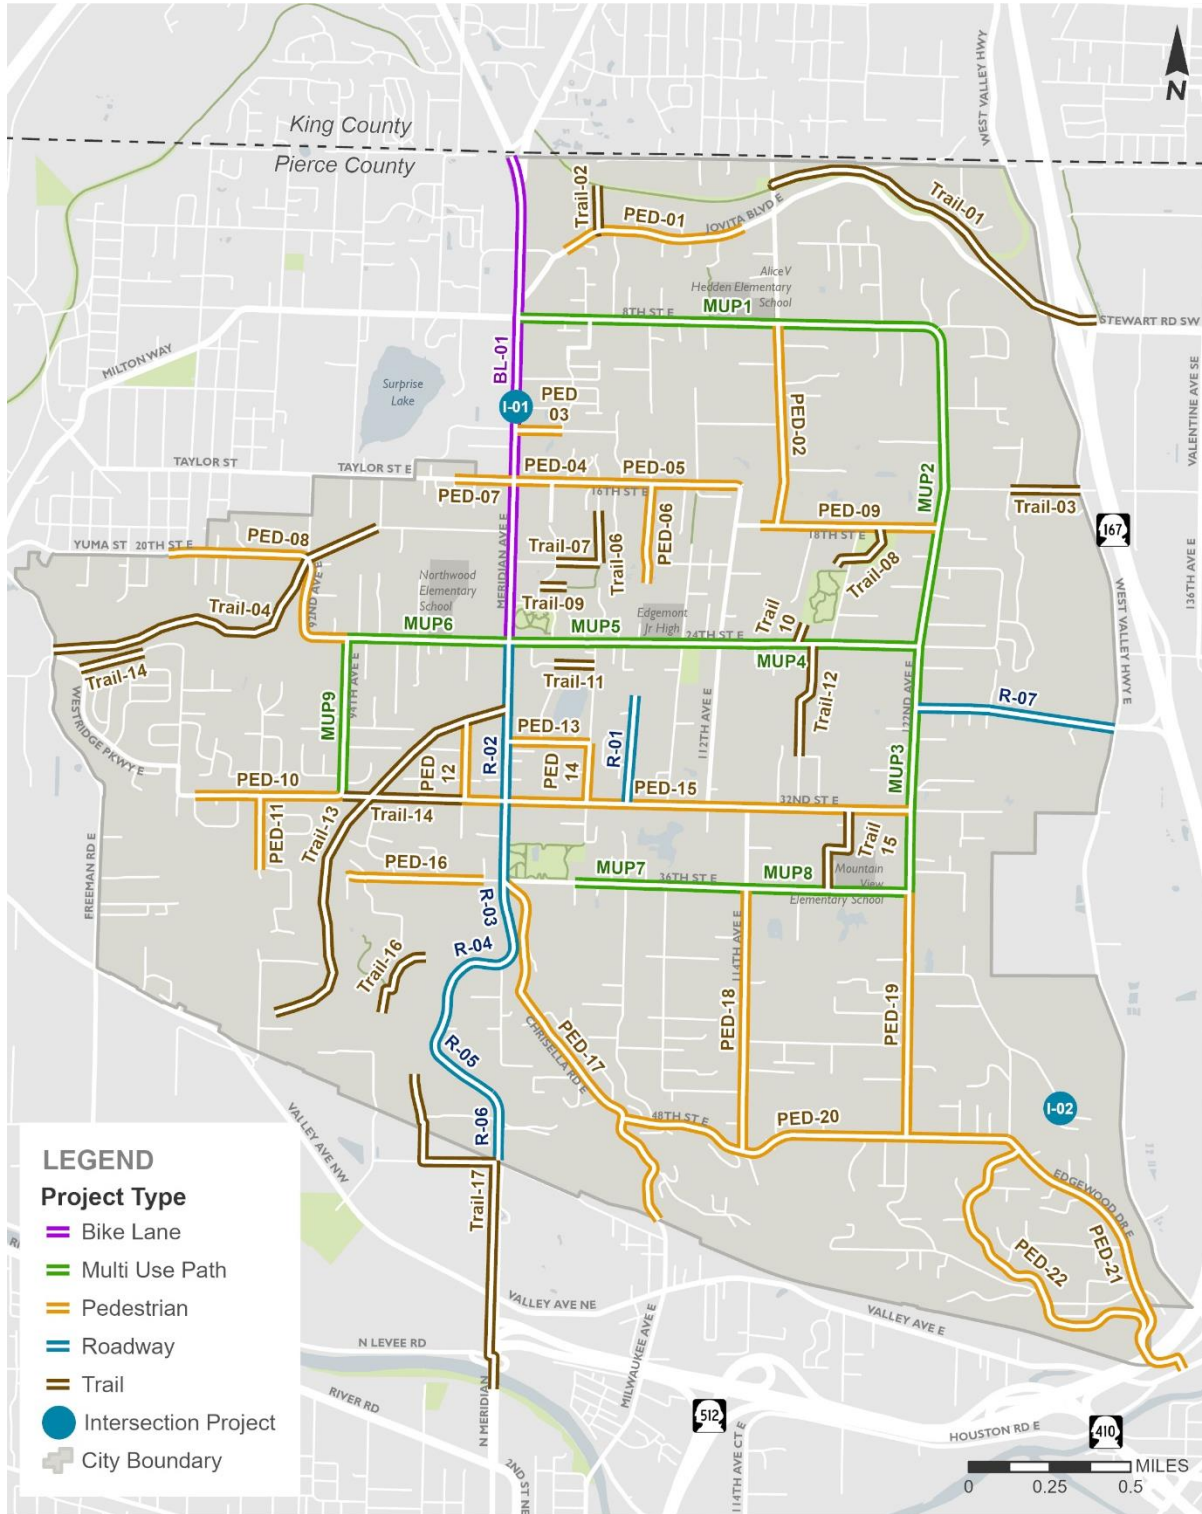 King County
Pierce County
N
WEST VALLEY HWY
Trail-02
PED-01
JOVITA BLVD E
Trail-01
Alice V
Hedden Elementary
School
STEWART RD SW
MUP1
8TH ST E
MILTON WAY
BL-01
Surprise
Lake
I-01
PED
03
PED-02
VALENTINE AVE SE
TAYLOR ST
TAYLOR ST E
PED-04
PED-05
PED-07
16TH ST E
MUP2
Trail-03
PED-06
PED-09
167
YUMA ST
20TH ST E
PED-08
18TH ST E
MERIDIAN AVE E
Trail-07
Trail-06
Trail-08
136TH AVE E
Northwood
Elementary
School
92ND AVE E
Trail-04
Trail-09
Edgemont
Jr High
Trail
10
MUP6
MUP5
24TH ST E
MUP4
WEST VALLEY HWY E
Trail-14
Trail-11
94TH AVE E
MUP9
Trail-12
122ND AVE E
R-07
WESTRIDGE PKWY E
112TH AVE E
PED-13
R-02
R-01
PED
12
PED
14
MUP3
PED-10
PED-15
32ND ST E
PED-11
Trail-13
Trail-14
Trail
15
FREEMAN RD E
PED-16
MUP7
36TH ST E
MUP8
Mountain
View
Elementary School
R-03
R-04
Trail-16
114TH AVE E
PED-18
PED-19
CHRISELLA RD E
PED-17
R-05
48TH ST E
PED-20
I-02
R-06
VALLEY AVE NW
Trail-17
EDGEWOOD DR E
PED-21
PED-22
LEGEND
Project Type
Bike Lane
Multi Use Path
Pedestrian
Roadway
Trail
Intersection Project
City Boundary
VALLEY AVE NE
VALLEY AVE E
N LEVEE RD
MILWAUKEE AVE E
RIVER RD
N MERIDIAN
2ND ST NE
512
114TH AVE CT E
HOUSTON RD E
410
MILES
0
0.25
0.5